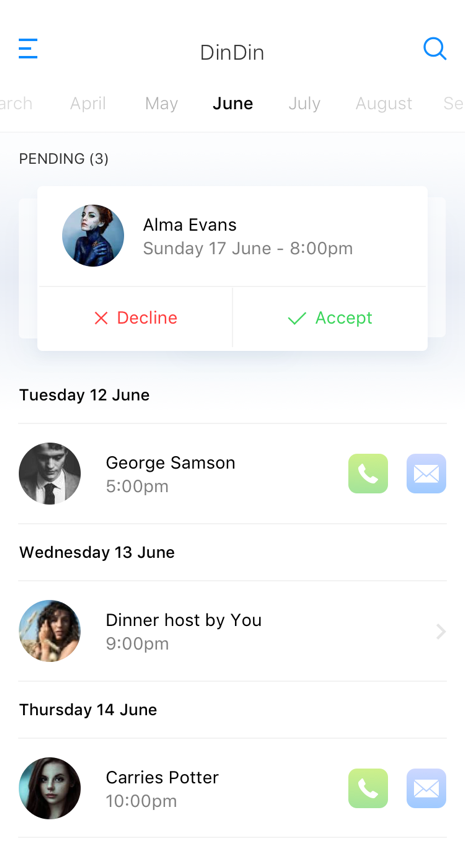 DinDin
arch April May June July August Se
PENDING (3)
Alma Evans
Sunday 17 June - 8:00pm
Decline Accept
Tuesday 12 June
George Samson
5:00pm
Wednesday 13 June
Dinner host by You
9:00pm
Thursday 14 June
Carries Potter
10:00pm